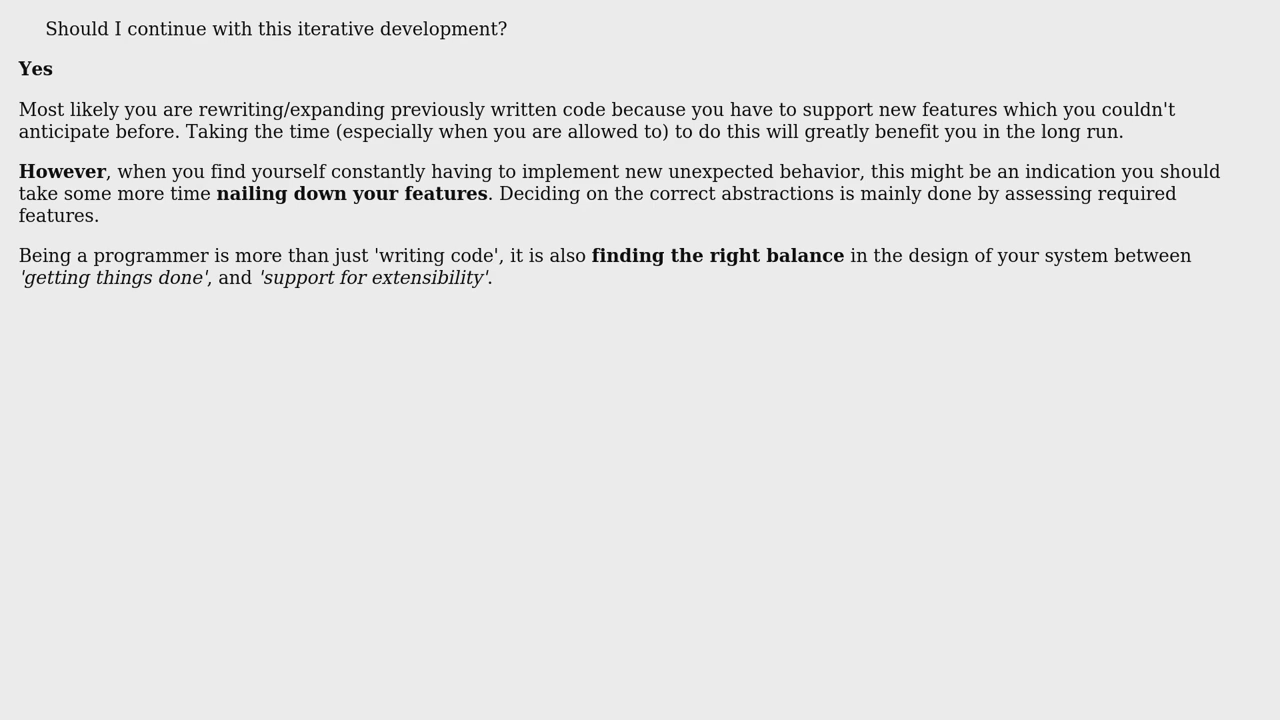 Should I continue with this iterative development?
Yes
Most likely you are rewriting/expanding previously written code because you have to support new features which you couldn't
anticipate before. Taking the time (especially when you are allowed to) to do this will greatly benefit you in the long run.
However, when you find yourself constantly having to implement new unexpected behavior, this might be an indication you should
take some more time nailing down your features. Deciding on the correct abstractions is mainly done by assessing required
features.
Being a programmer is more than just 'writing code', it is also finding the right balance in the design of your system between
'getting things done', and 'support for extensibility'.